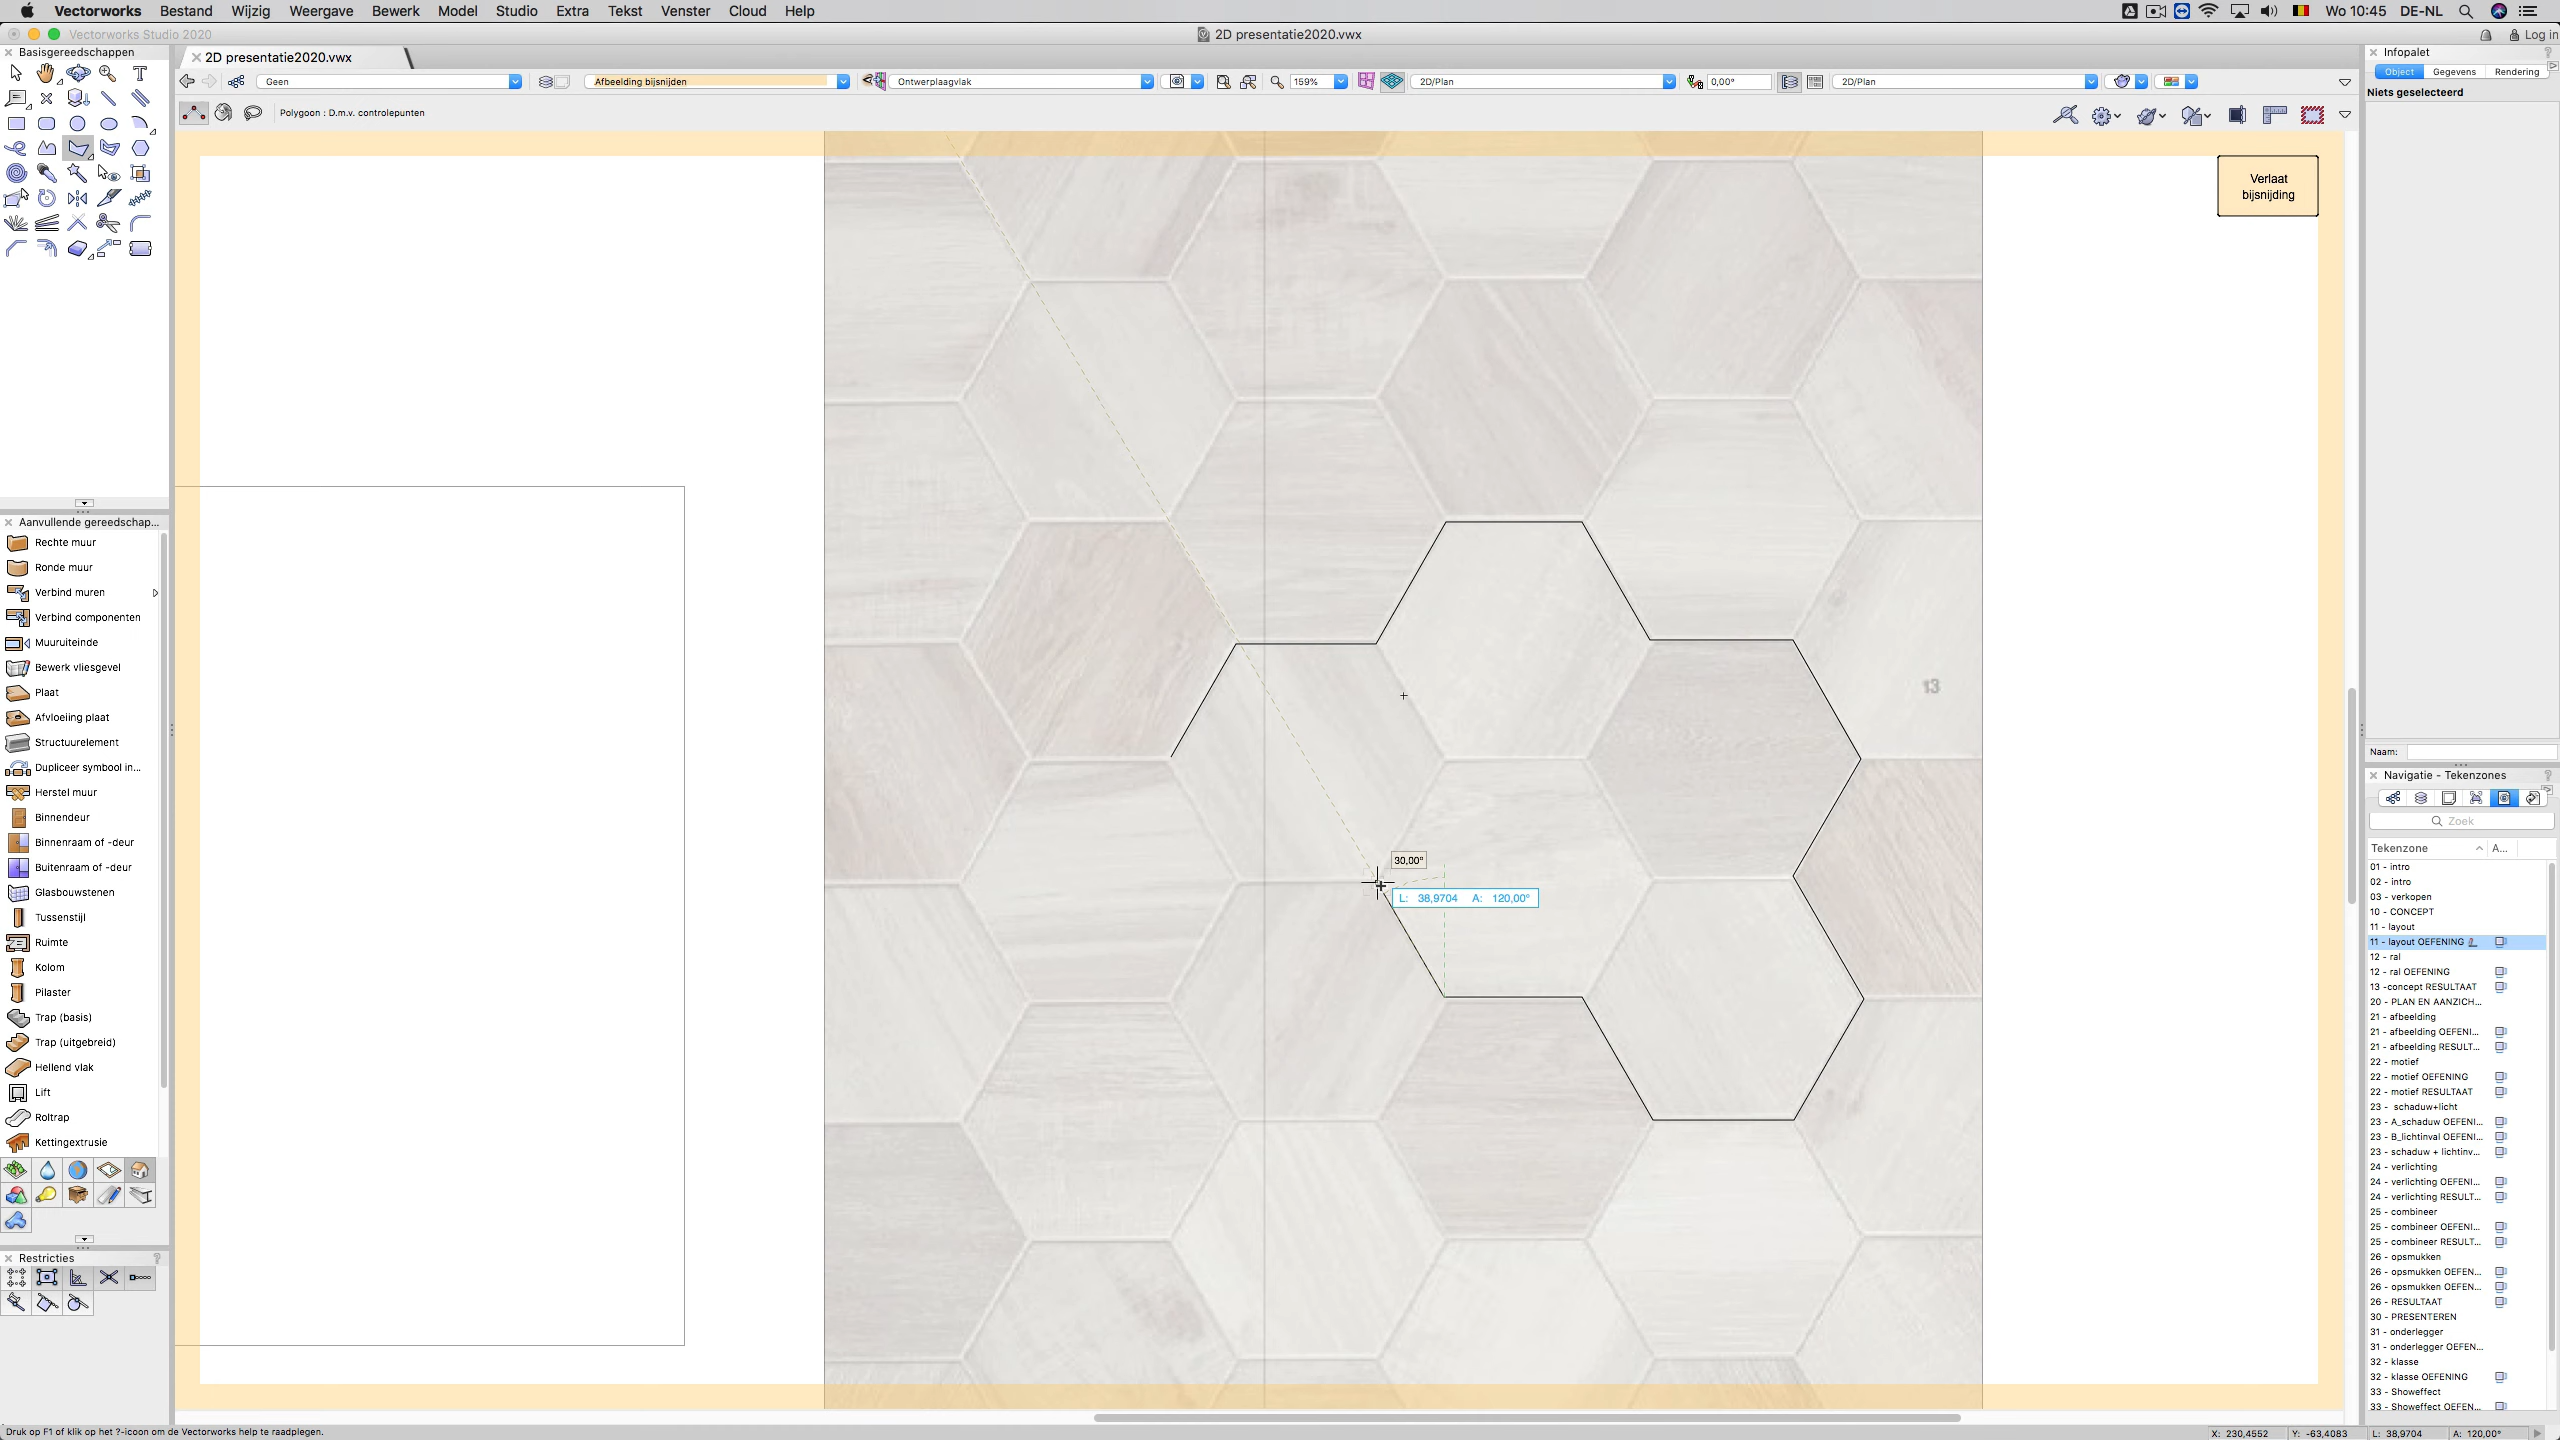 Vectorworks Bestand Wijzig Weergave Bewerk Model Studio Extra Tekst Venster Cloud Help Wo 10:45 DE-NL
Vectorworks Studio 2020 2D presentatie2020.vwx Log in
Basisgereedschappen 2D presentatie2020.vwx Infopalet
Geen Afbeelding bijsnijden Ontwerplaagvlak 159% 2D/Plan 0,00° 2D/Plan
Object Gegevens Rendering
Niets geselecteerd
Polygoon : D.m.v. controlepunten
Verlaat
bijsnijding
Aanvullende gereedschap...
Rechte muur
Ronde muur
Verbind muren
Verbind componenten
Muuruiteinde
Bewerk vliesgevel
Plaat
Afvloeiing plaat
Structuurelement
Dupliceer symbool in...
Herstel muur
Binnendeur
Binnenraam of -deur
Buitenraam of -deur
Glasbouwstenen
Tussenstijl
Ruimte
Kolom
Pilaster
Trap (basis)
Trap (uitgebreid)
Hellend vlak
Lift
Roltrap
Kettingextrusie
Restricties
13
30,00°
L: 38,9704 A: 120,00°
Naam:
Navigatie - Tekenzones
Zoek
Tekenzone A...
01 - intro
02 - intro
03 - verkopen
10 - CONCEPT
11 - layout
11 - layout OEFENING
12 - ral
12 - ral OEFENING
13 -concept RESULTAAT
20 - PLAN EN AANZICH...
21 - afbeelding
21 - afbeelding OEFENI...
21 - afbeelding RESULT...
22 - motief
22 - motief OEFENING
22 - motief RESULTAAT
23 - schaduw+licht
23 - A_schaduw OEFENI...
23 - B_lichtinval OEFENI...
23 - schaduw + lichtinv...
24 - verlichting
24 - verlichting OEFENI...
24 - verlichting RESULT...
25 - combineer
25 - combineer OEFENI...
25 - combineer RESULT...
26 - opsmukken
26 - opsmukken OEFEN...
26 - opsmukken OEFEN...
26 - RESULTAAT
30 - PRESENTEREN
31 - onderlegger
31 - onderlegger OEFEN...
32 - klasse
32 - klasse OEFENING
33 - Showeffect
33 - Showeffect OEFEN...
Druk op F1 of klik op het ?-icoon om de Vectorworks help te raadplegen. X: 230,4552 Y: -63,4083 L: 38,9704 A: 120,00°